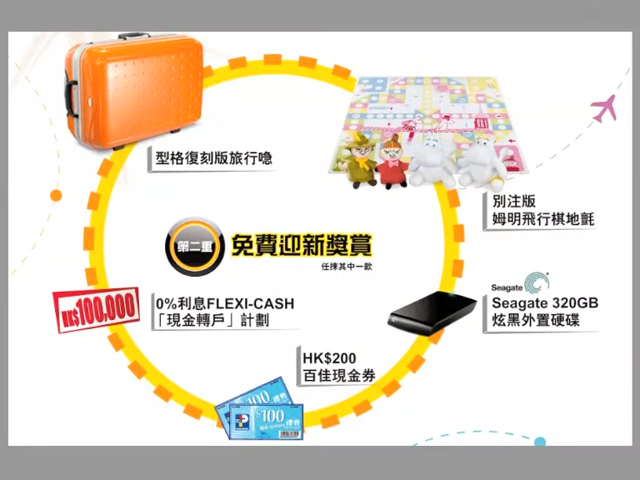 型格復刻版旅行喼
別注版
姆明飛行棋地氈
第二重
免費迎新獎賞
任揀其中一款
HK$100,000
0%利息FLEXI-CASH
「現金轉戶」計劃
Seagate
Seagate 320GB
炫黑外置硬碟
HK$200
百佳現金券
$100
$100